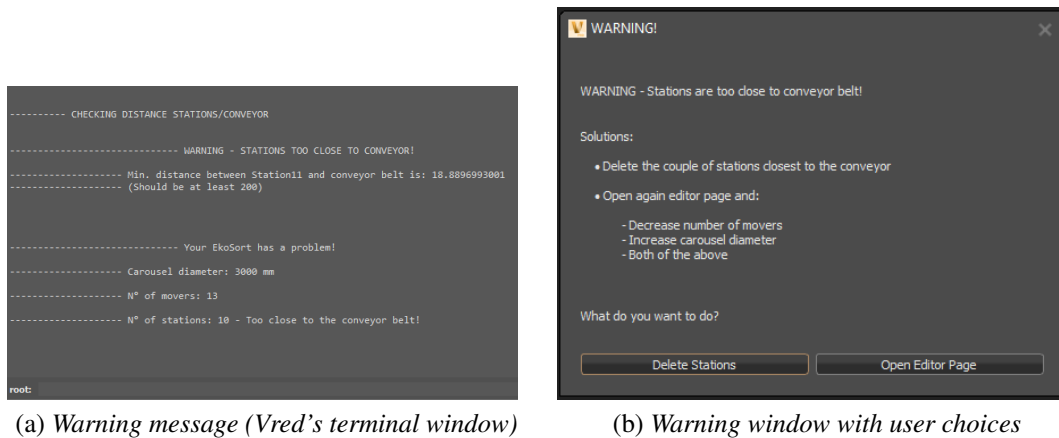 ---------- CHECKING DISTANCE STATIONS/CONVEYOR
------------------------------ WARNING - STATIONS TOO CLOSE TO CONVEYOR!
-------------------- Min. distance between Station11 and conveyor belt is: 18.8896993001
-------------------- (Should be at least 200)
------------------------------ Your EkoSort has a problem!
-------------------- Carousel diameter: 3000 mm
-------------------- N° of movers: 13
-------------------- N° of stations: 10 - Too close to the conveyor belt!
root:
(a) Warning message (Vred's terminal window)
WARNING!
WARNING - Stations are too close to conveyor belt!
Solutions:
• Delete the couple of stations closest to the conveyor
• Open again editor page and:
- Decrease number of movers
- Increase carousel diameter
- Both of the above
What do you want to do?
Delete Stations
Open Editor Page
(b) Warning window with user choices